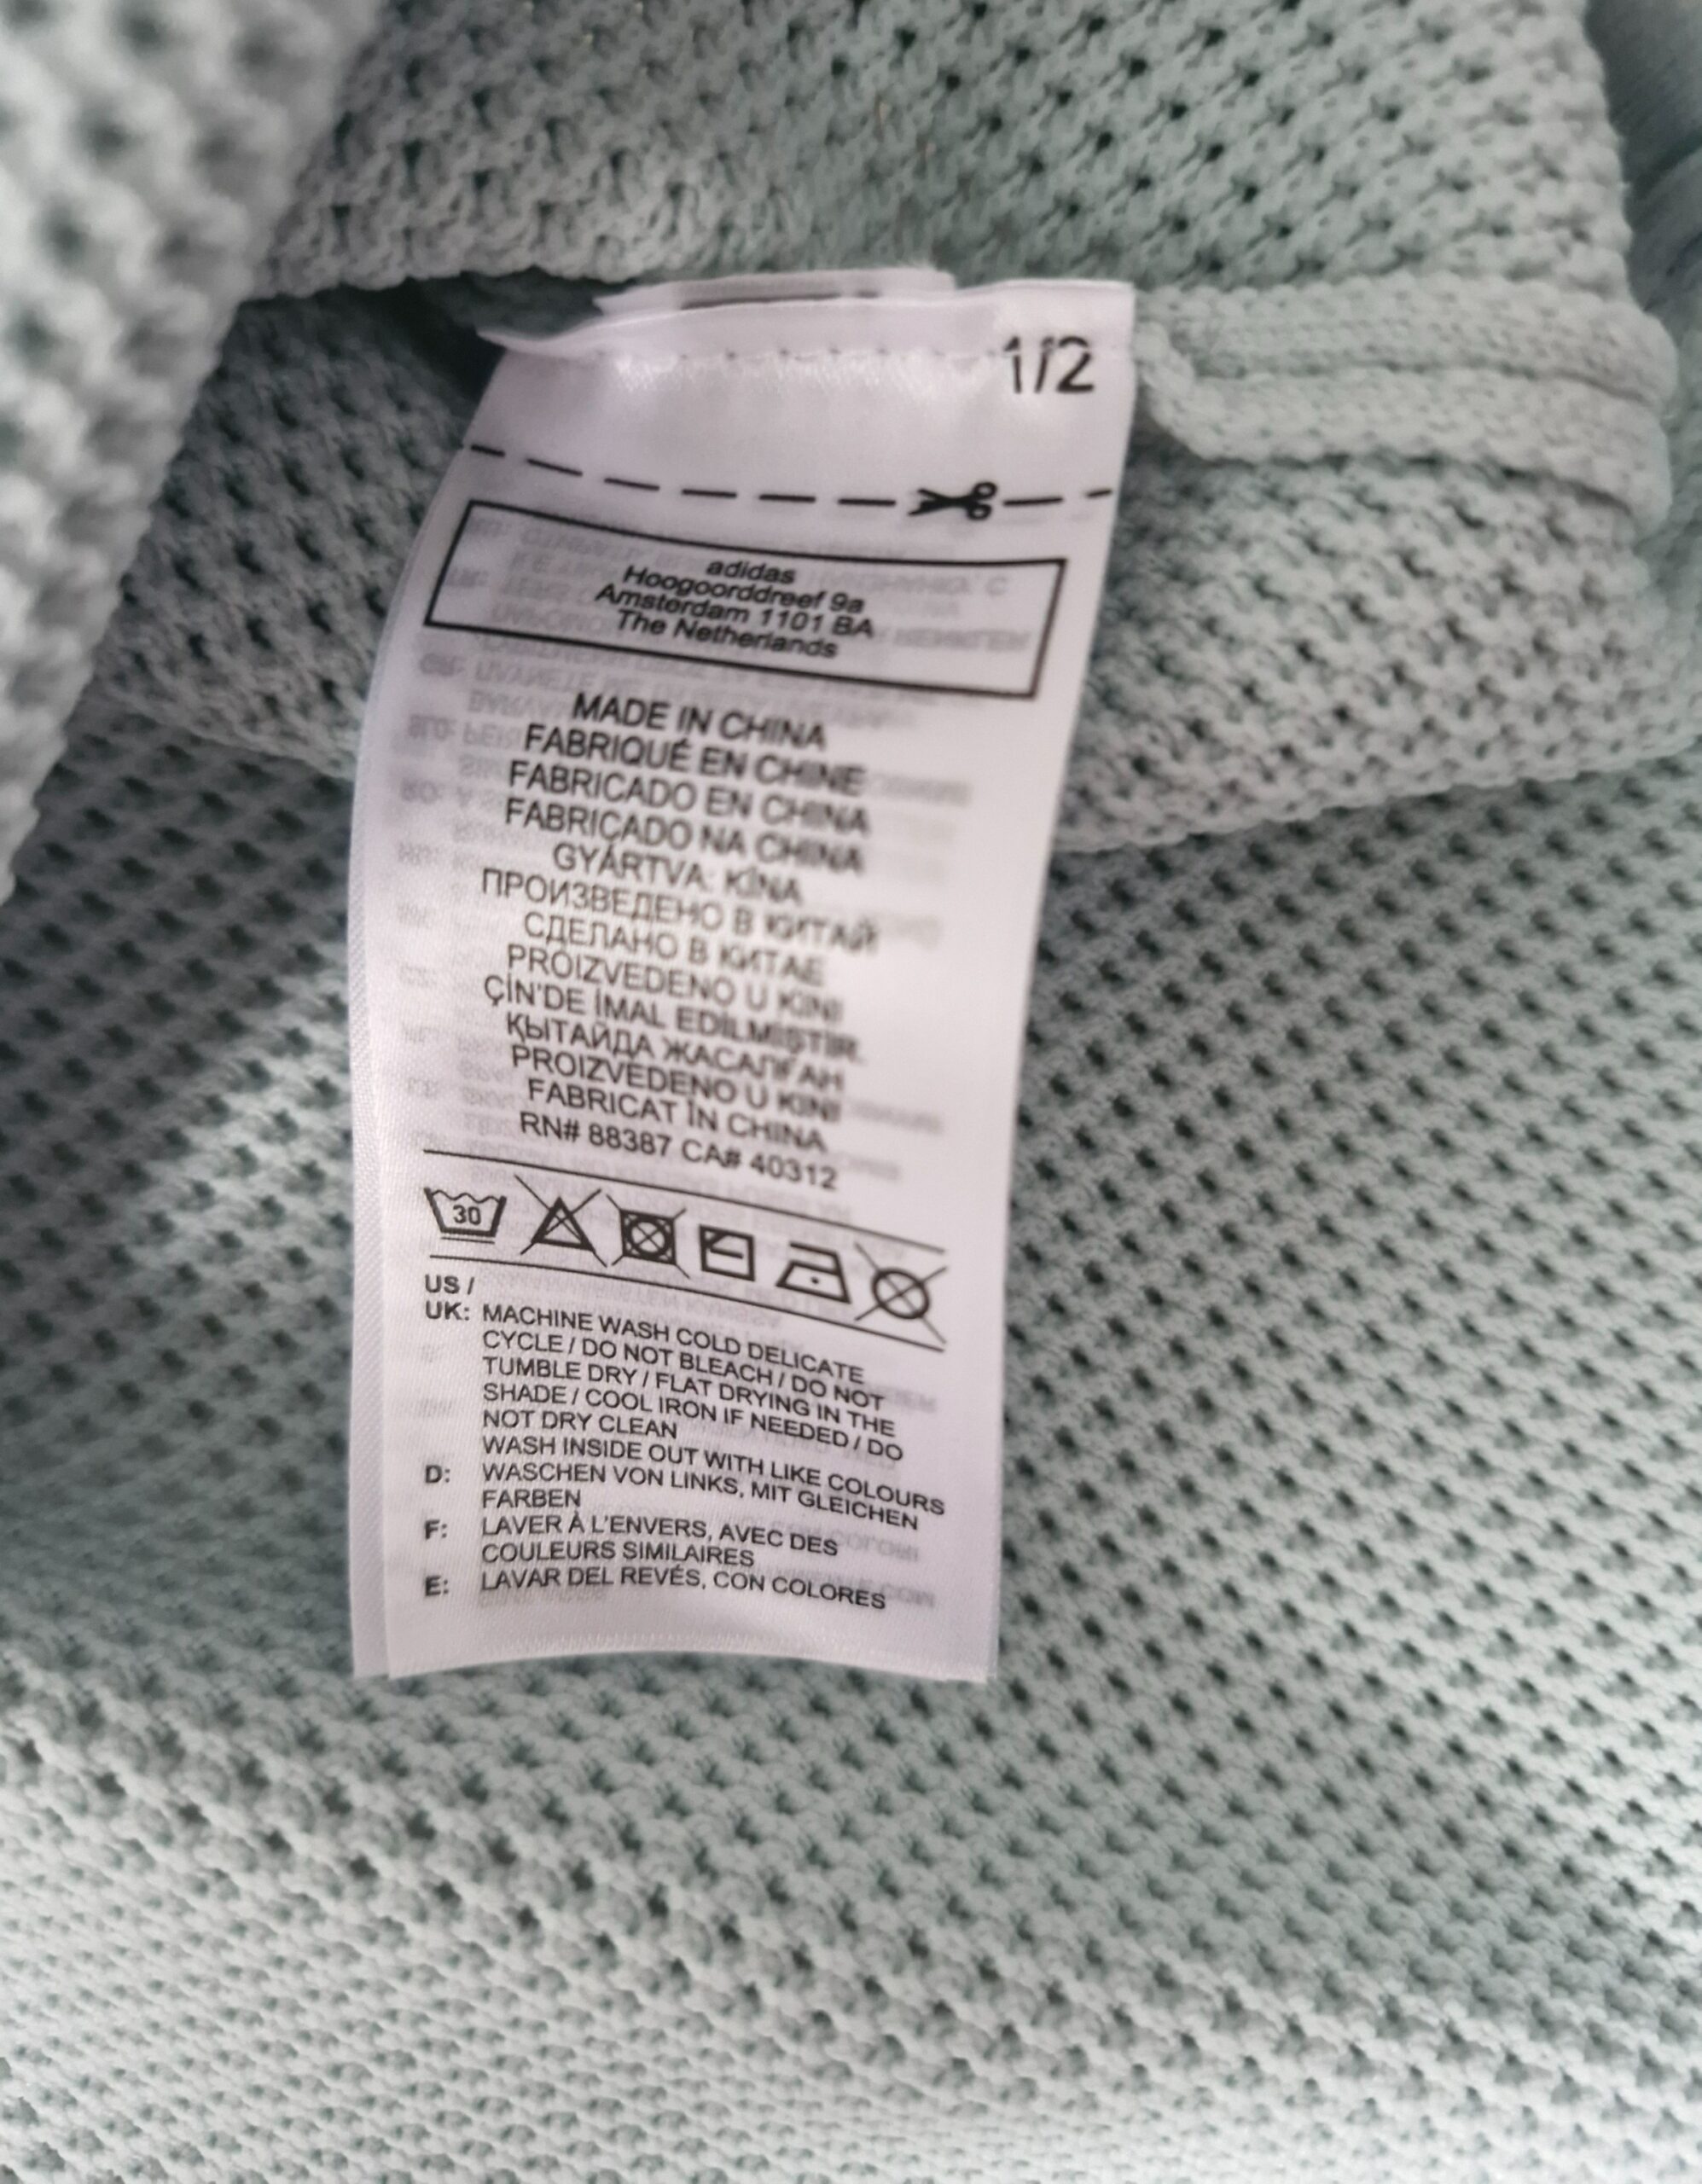 1/2
adidas
Hoogoorddreef 9a
Amsterdam 1101 BA
The Netherlands
MADE IN CHINA
FABRIQUÉ EN CHINE
FABRICADO EN CHINA
FABRICADO NA CHINA
GYÁRTVA: KÍNA
ПРОИЗВЕДЕНО В КИТАЙ
СДЕЛАНО В КИТАЕ
PROIZVEDENO U KINI
ÇİN'DE İMAL EDİLMİŞTİR.
ҚЫТАЙДА ЖАСАЛҒАН
PROIZVEDENO U KINI
FABRICAT ÎN CHINA
RN# 88387 CA# 40312
30
US /
UK: MACHINE WASH COLD DELICATE
CYCLE / DO NOT BLEACH / DO NOT
TUMBLE DRY / FLAT DRYING IN THE
SHADE / COOL IRON IF NEEDED / DO
NOT DRY CLEAN
WASH INSIDE OUT WITH LIKE COLOURS
D: WASCHEN VON LINKS, MIT GLEICHEN
FARBEN
F: LAVER À L'ENVERS, AVEC DES
COULEURS SIMILAIRES
E: LAVAR DEL REVÉS, CON COLORES